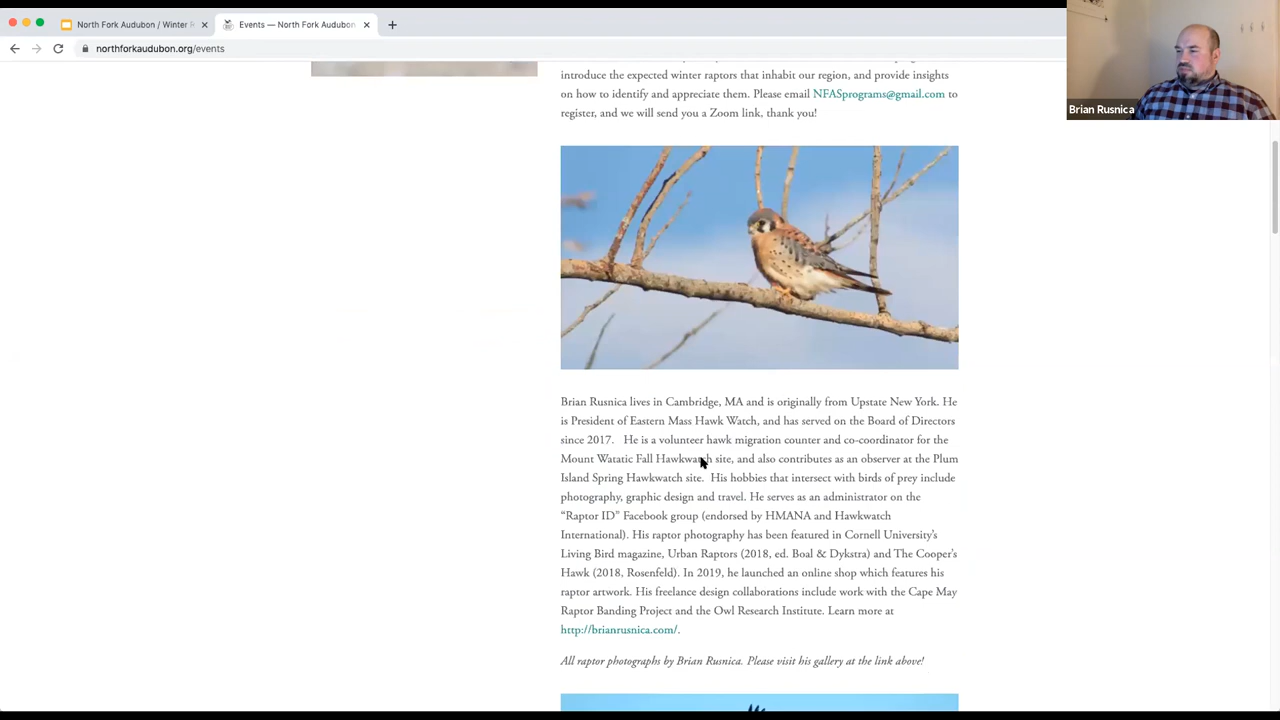 North Fork Audubon / Winter R
Events — North Fork Audubon
northforkaudubon.org/events
introduce the expected winter raptors that inhabit our region, and provide insights
on how to identify and appreciate them. Please email NFASprograms@gmail.com to
register, and we will send you a Zoom link, thank you!
Brian Rusnica
Brian Rusnica lives in Cambridge, MA and is originally from Upstate New York. He
is President of Eastern Mass Hawk Watch, and has served on the Board of Directors
since 2017. He is a volunteer hawk migration counter and co-coordinator for the
Mount Watatic Fall Hawkwatch site, and also contributes as an observer at the Plum
Island Spring Hawkwatch site. His hobbies that intersect with birds of prey include
photography, graphic design and travel. He serves as an administrator on the
“Raptor ID” Facebook group (endorsed by HMANA and Hawkwatch
International). His raptor photography has been featured in Cornell University’s
Living Bird magazine, Urban Raptors (2018, ed. Boal & Dykstra) and The Cooper’s
Hawk (2018, Rosenfeld). In 2019, he launched an online shop which features his
raptor artwork. His freelance design collaborations include work with the Cape May
Raptor Banding Project and the Owl Research Institute. Learn more at
http://brianrusnica.com/.
All raptor photographs by Brian Rusnica. Please visit his gallery at the link above!